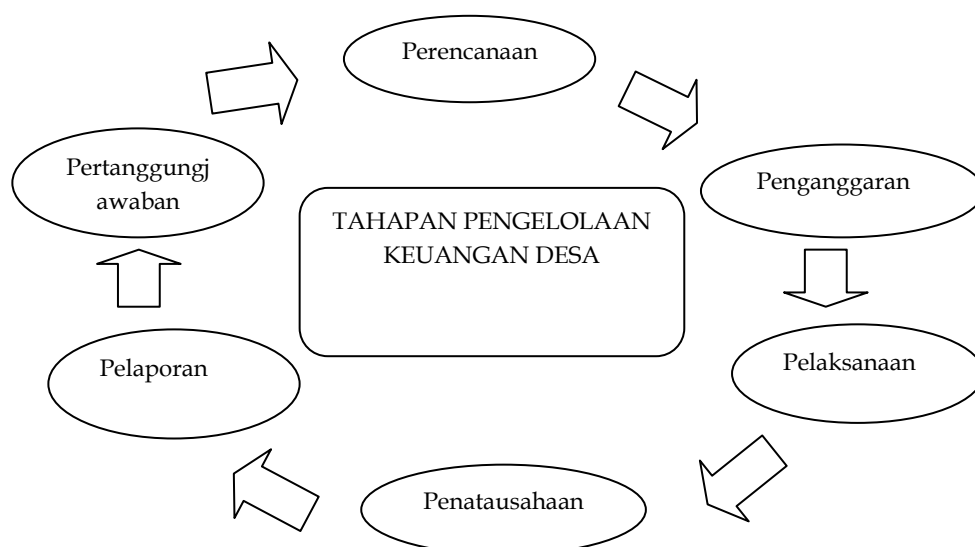 Perencanaan
Penganggaran
Pelaksanaan
Penatausahaan
Pelaporan
Pertanggungj
awaban
TAHAPAN PENGELOLAAN
KEUANGAN DESA